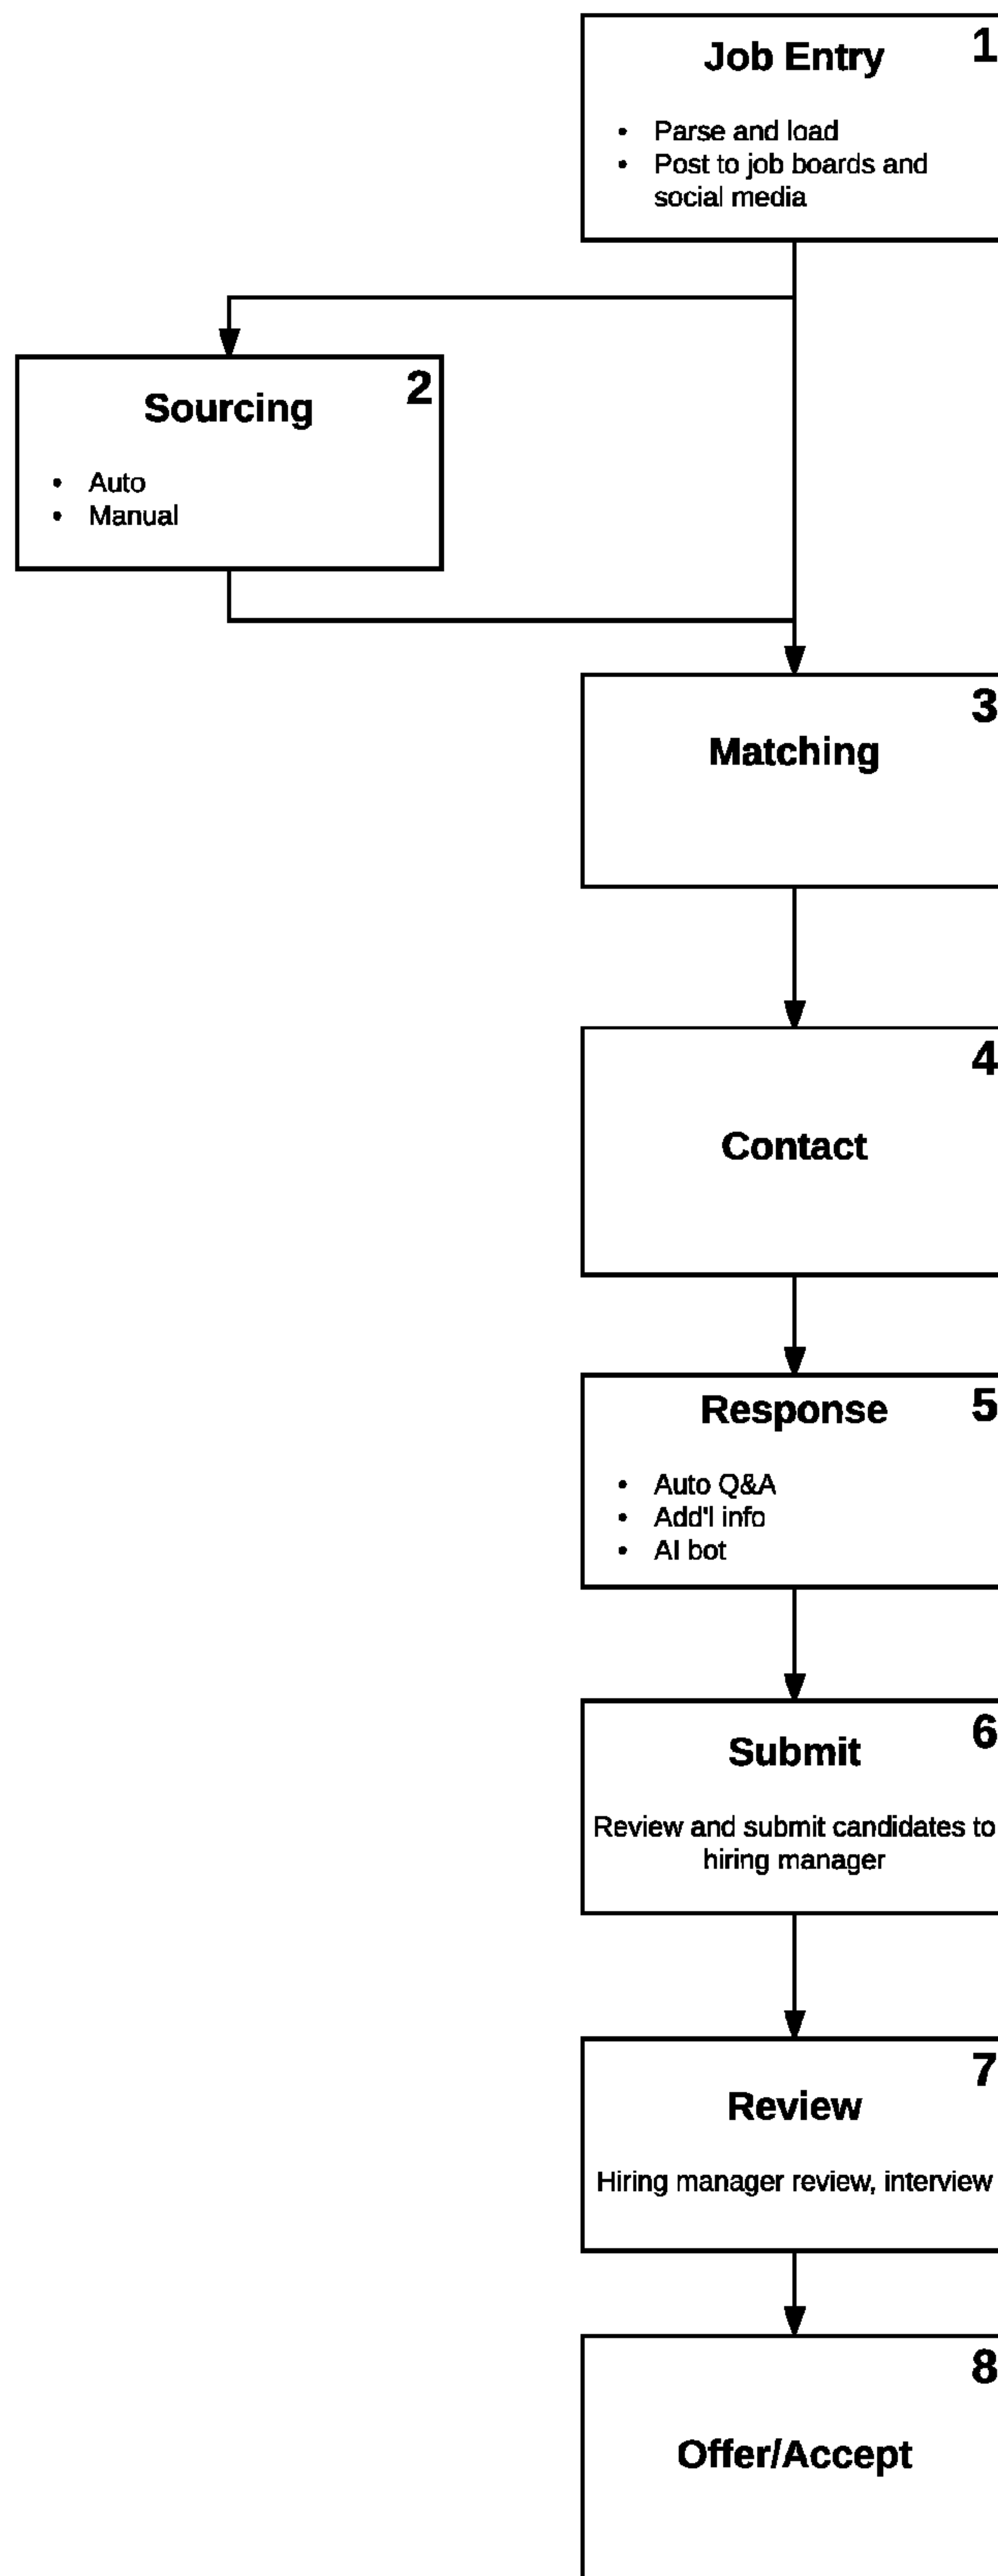 1
Job Entry
• Parse and load
• Post to job boards and
social media
2
Sourcing
• Auto
• Manual
3
Matching
4
Contact
5
Response
• Auto Q&A
• Add'l info
• AI bot
6
Submit
Review and submit candidates to
hiring manager
7
Review
Hiring manager review, interview
8
Offer/Accept